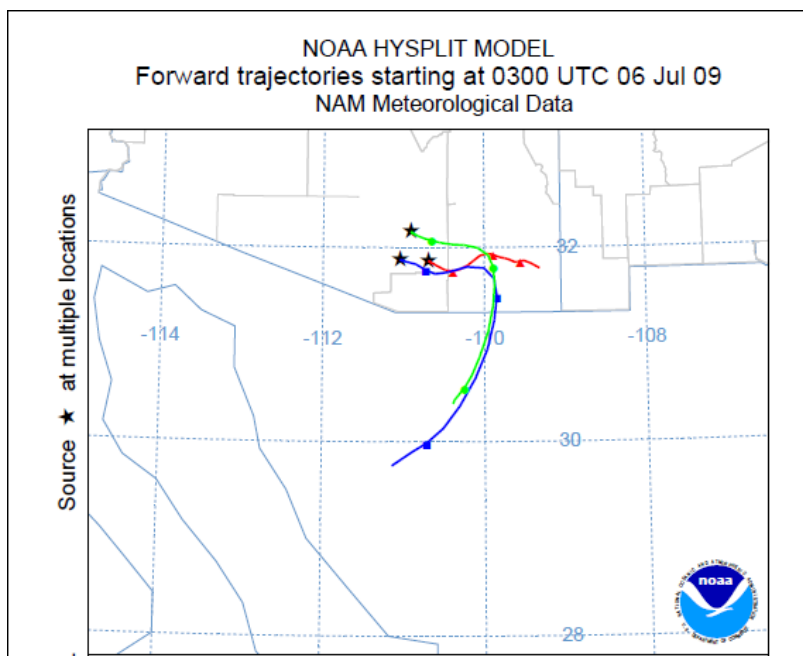 NOAA HYSPLIT MODEL
Forward trajectories starting at 0300 UTC 06 Jul 09
NAM Meteorological Data
Source ★ at multiple locations
32
-114
-112
-110
-108
30
28
noaa